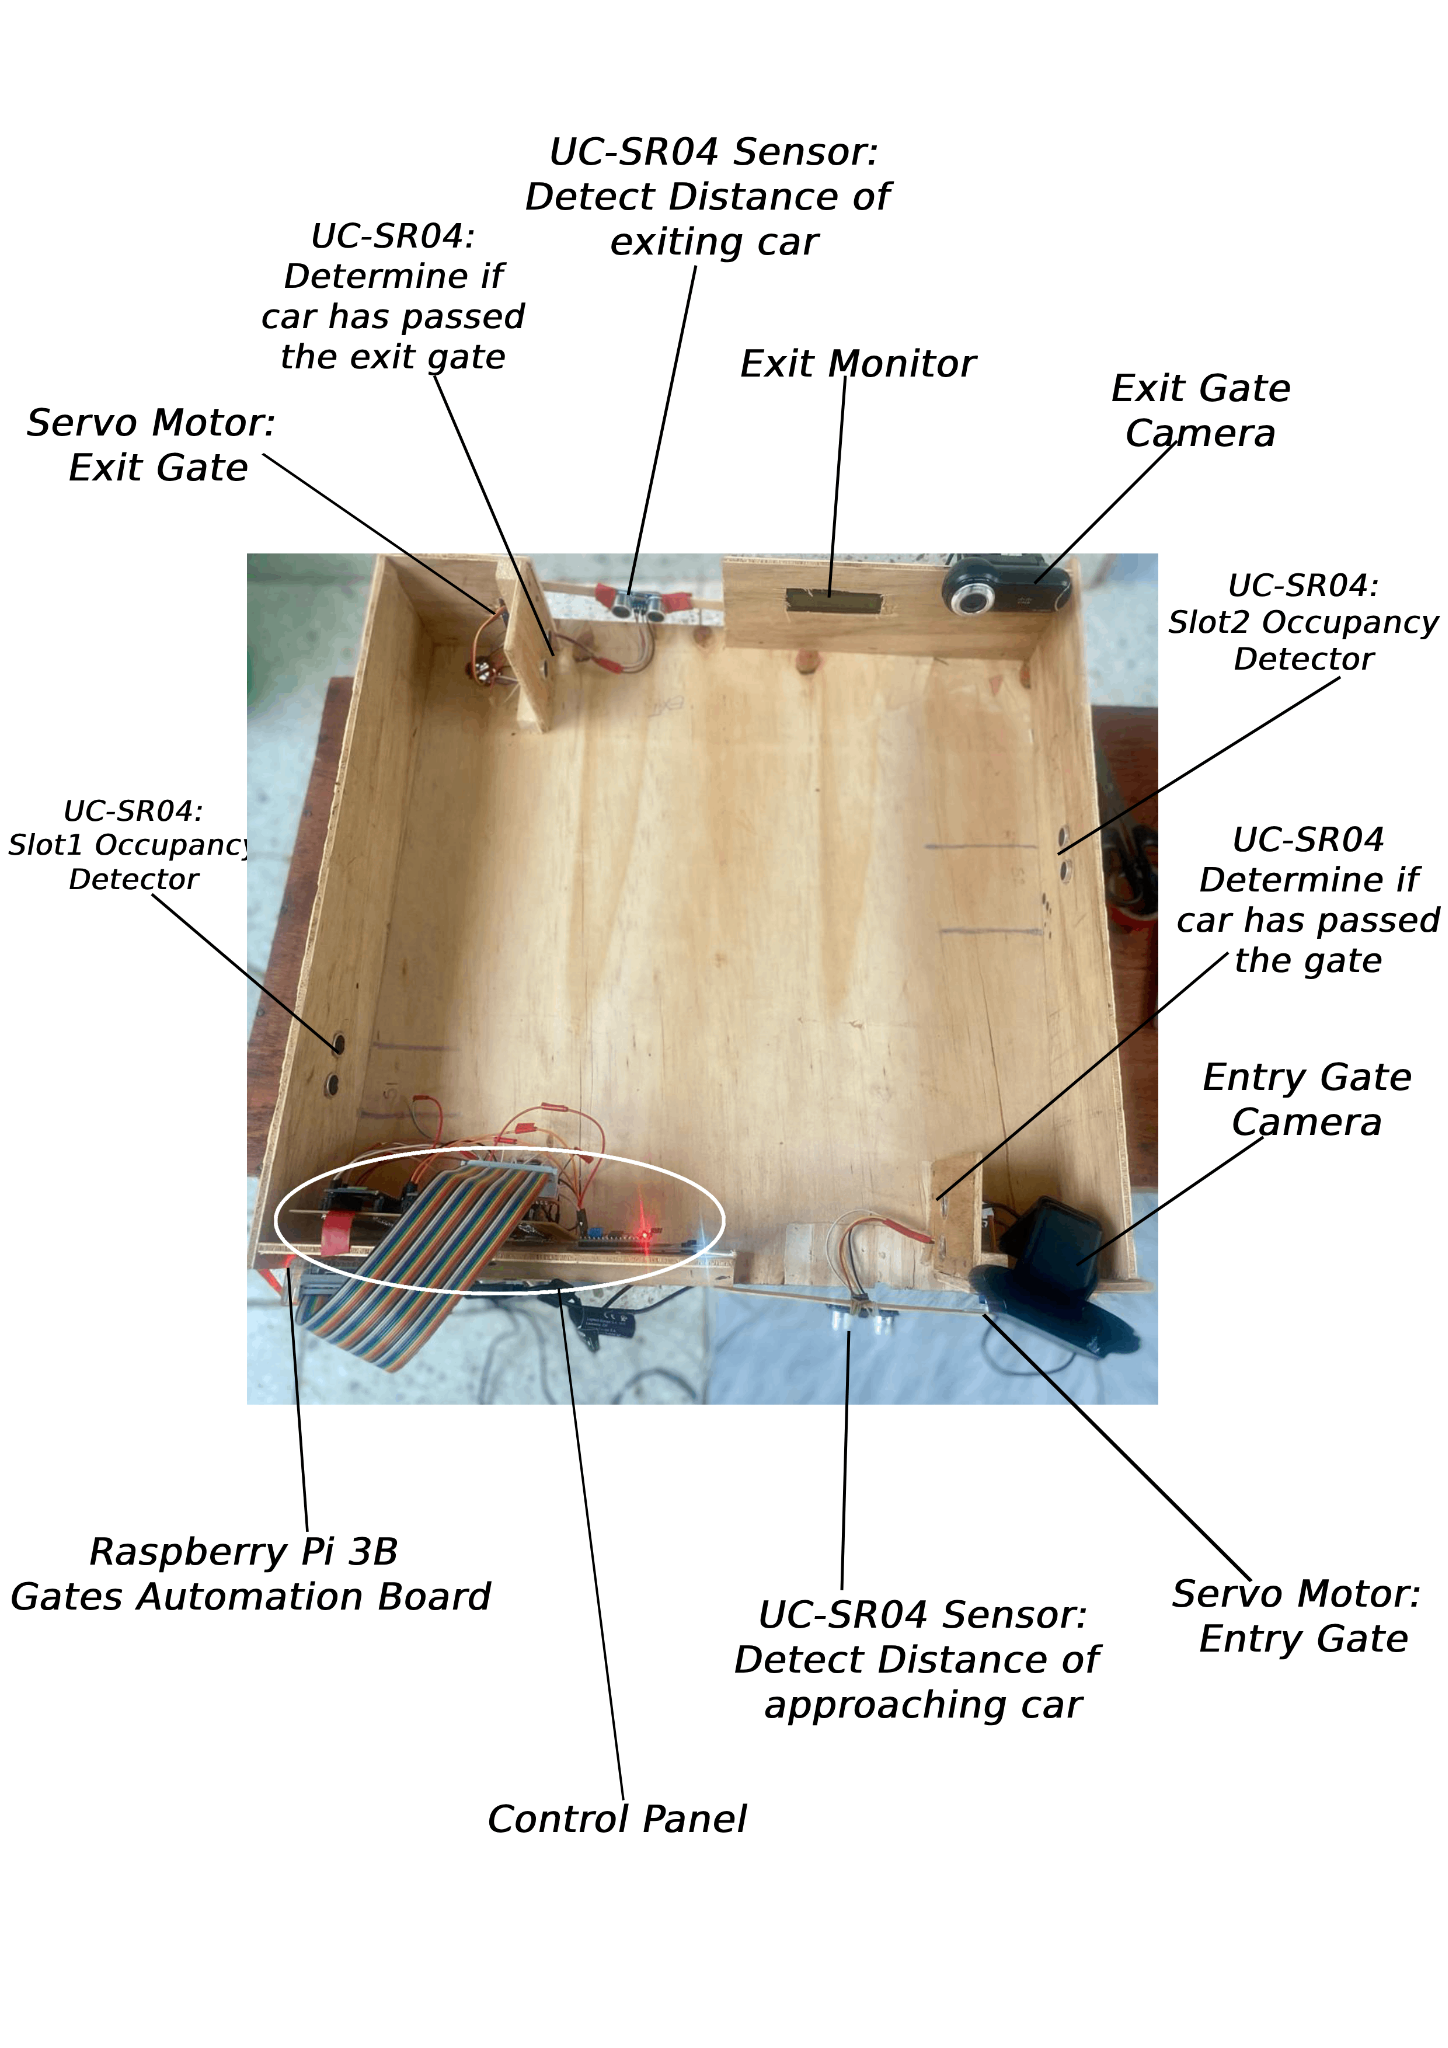 UC-SR04 Sensor:
Detect Distance of
exiting car
UC-SR04:
Determine if
car has passed
the exit gate
Exit Monitor
Exit Gate
Camera
Servo Motor:
Exit Gate
UC-SR04:
Slot2 Occupancy
Detector
UC-SR04:
Slot1 Occupancy
Detector
UC-SR04
Determine if
car has passed
the gate
Entry Gate
Camera
Raspberry Pi 3B
Gates Automation Board
UC-SR04 Sensor:
Detect Distance of
approaching car
Servo Motor:
Entry Gate
Control Panel